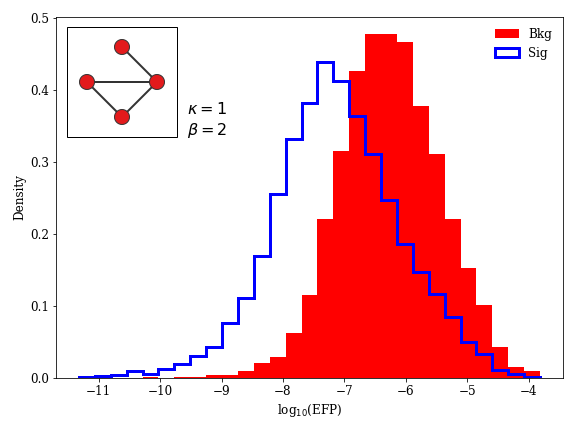 Bkg
Sig
κ = 1
β = 2
Density
0.5
0.4
0.3
0.2
0.1
0.0
−11 −10 −9 −8 −7 −6 −5 −4
log₁₀(EFP)